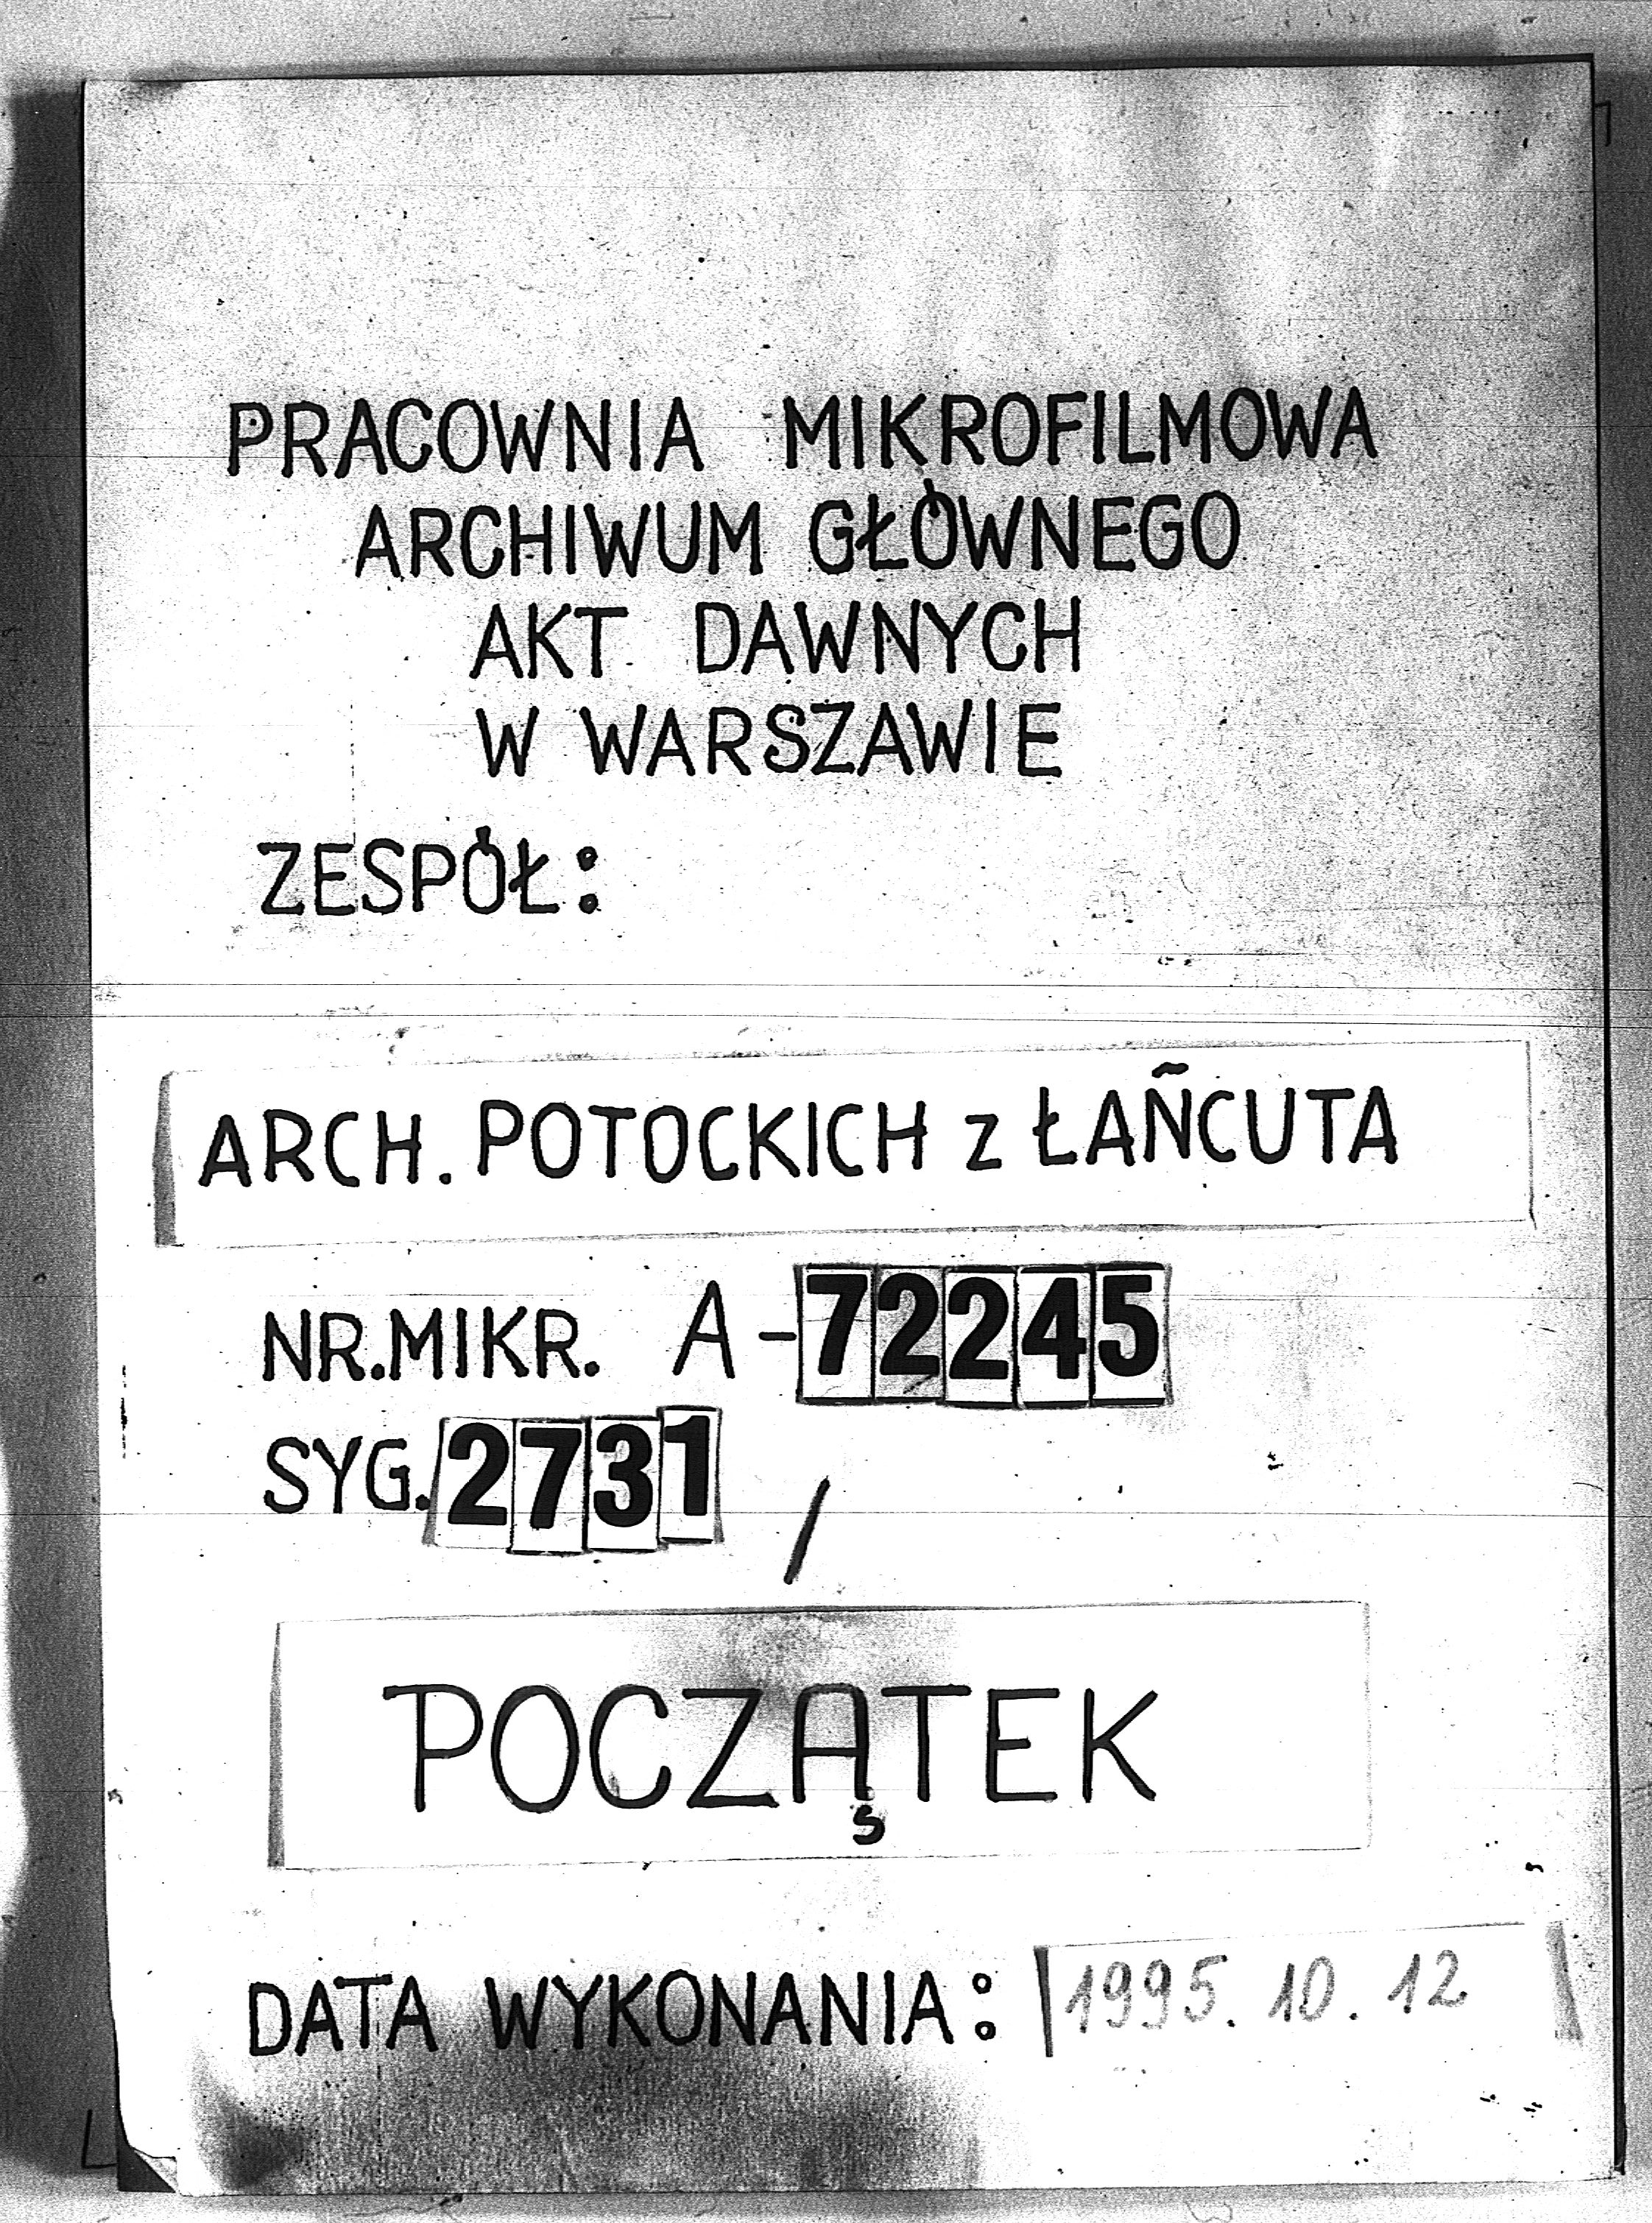 PRACOWNIA MIKROFILMOWA
ARCHIWUM GŁÓWNEGO
AKT DAWNYCH
W WARSZAWIE
ZESPÓŁ:
ARCH. POTOCKICH z ŁAŃCUTA
NR.MIKR. A-72245
SYG. 2731 /
POCZĄTEK
DATA WYKONANIA: 1995. 10. 12